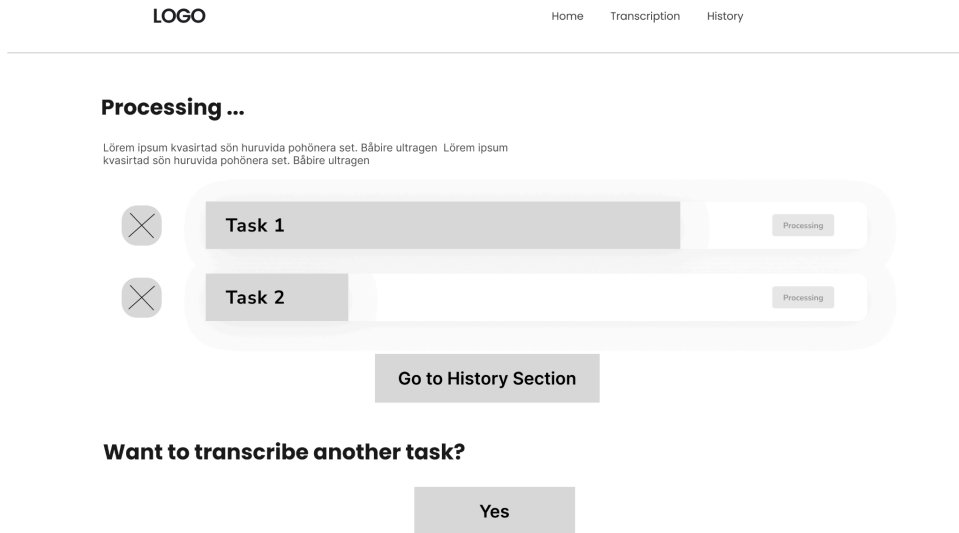 LOGO
Home Transcription History
Processing ...
Lörem ipsum kvasirtad sön huruvida pohönera set. Båbire ultragen Lörem ipsum
kvasirtad sön huruvida pohönera set. Båbire ultragen
Task 1
Processing
Task 2
Processing
Go to History Section
Want to transcribe another task?
Yes